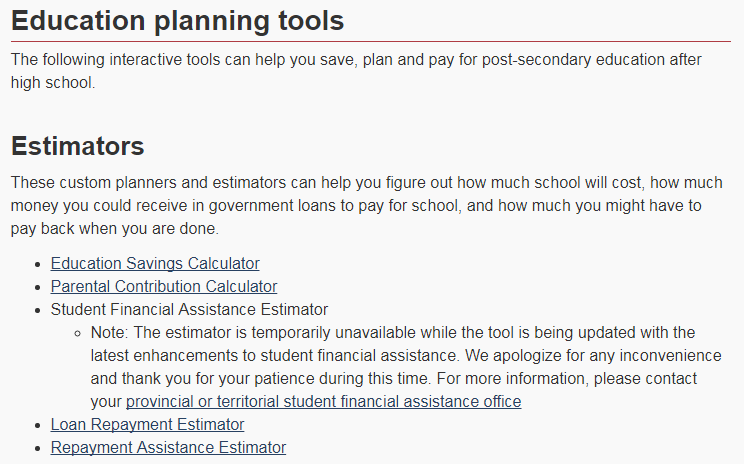 Education planning tools
The following interactive tools can help you save, plan and pay for post-secondary education after
high school.
Estimators
These custom planners and estimators can help you figure out how much school will cost, how much
money you could receive in government loans to pay for school, and how much you might have to
pay back when you are done.
Education Savings Calculator
Parental Contribution Calculator
Student Financial Assistance Estimator
Note: The estimator is temporarily unavailable while the tool is being updated with the
latest enhancements to student financial assistance. We apologize for any inconvenience
and thank you for your patience during this time. For more information, please contact
your provincial or territorial student financial assistance office
Loan Repayment Estimator
Repayment Assistance Estimator